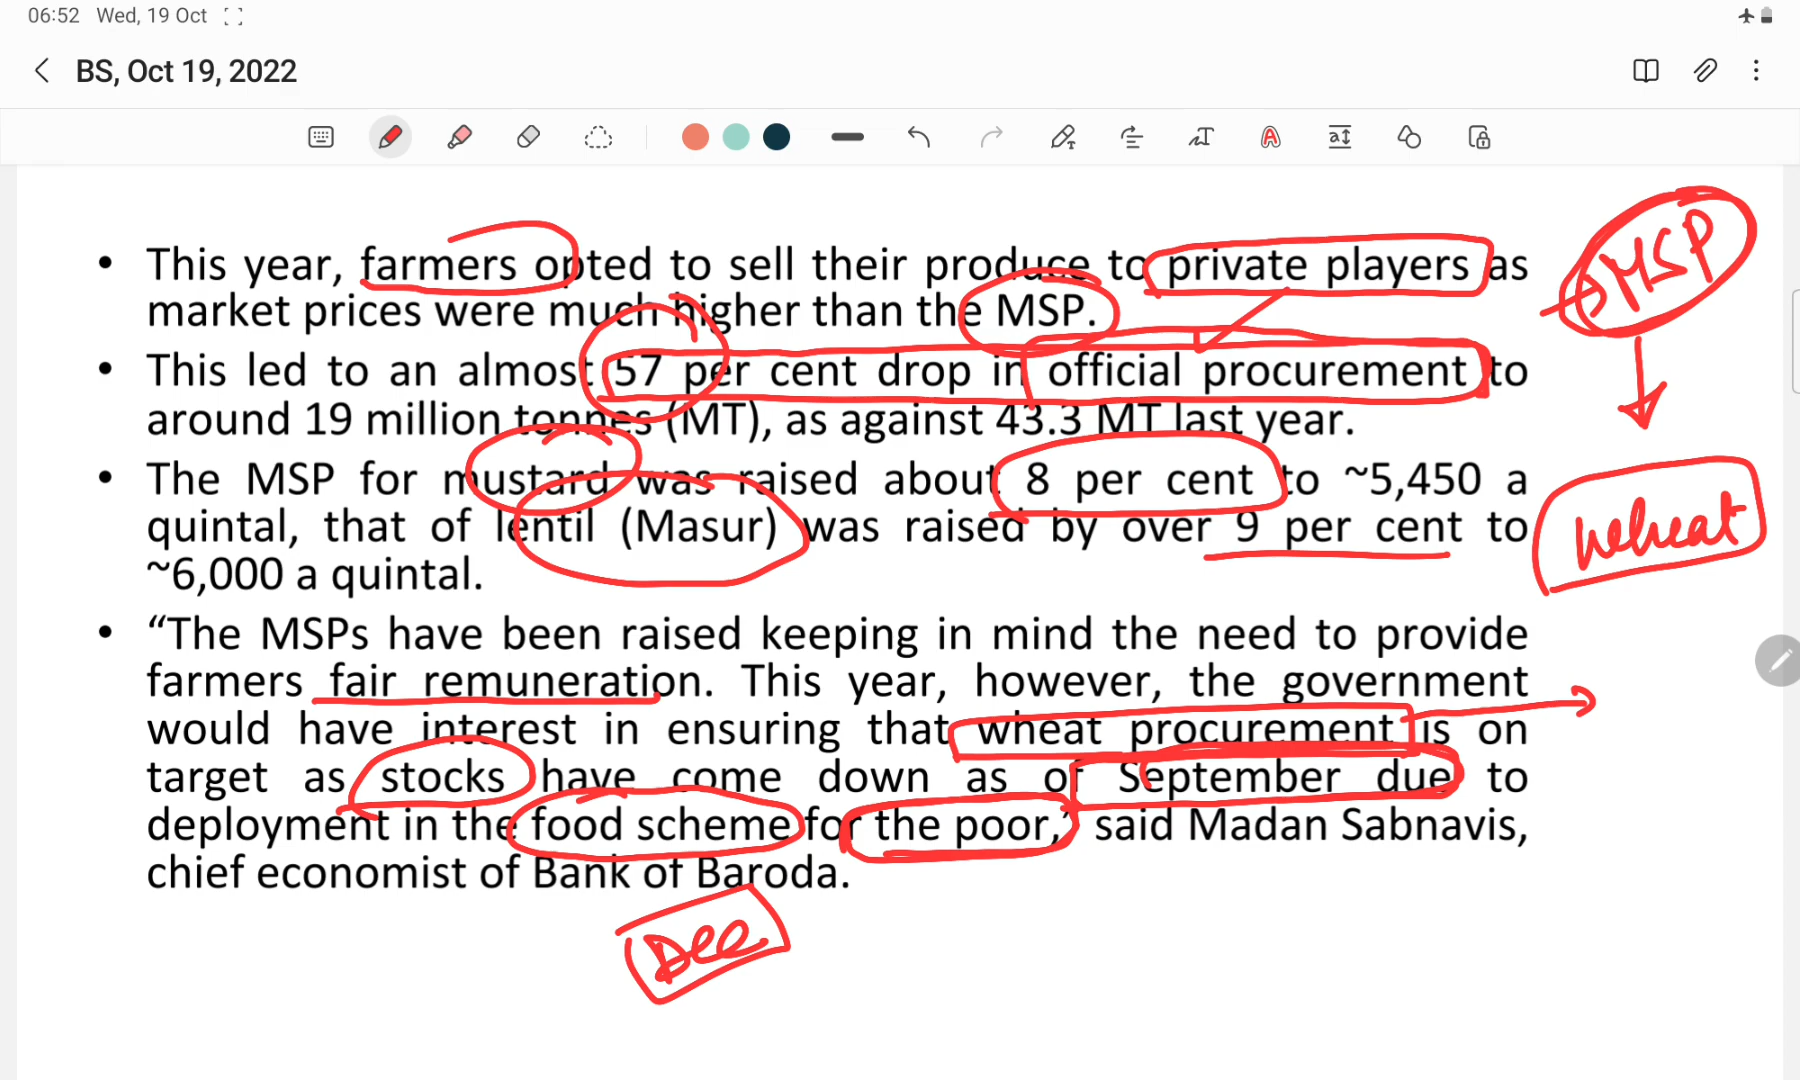 06:52 Wed, 19 Oct
BS, Oct 19, 2022
• This year, farmers opted to sell their produce to private players as
market prices were much higher than the MSP.
• This led to an almost 57 per cent drop in official procurement to
around 19 million tonnes (MT), as against 43.3 MT last year.
• The MSP for mustard was raised about 8 per cent to ~5,450 a
quintal, that of lentil (Masur) was raised by over 9 per cent to
~6,000 a quintal.
• “The MSPs have been raised keeping in mind the need to provide
farmers fair remuneration. This year, however, the government
would have interest in ensuring that wheat procurement is on
target as stocks have come down as of September due to
deployment in the food scheme for the poor,” said Madan Sabnavis,
chief economist of Bank of Baroda.
MSP
wheat
Dec